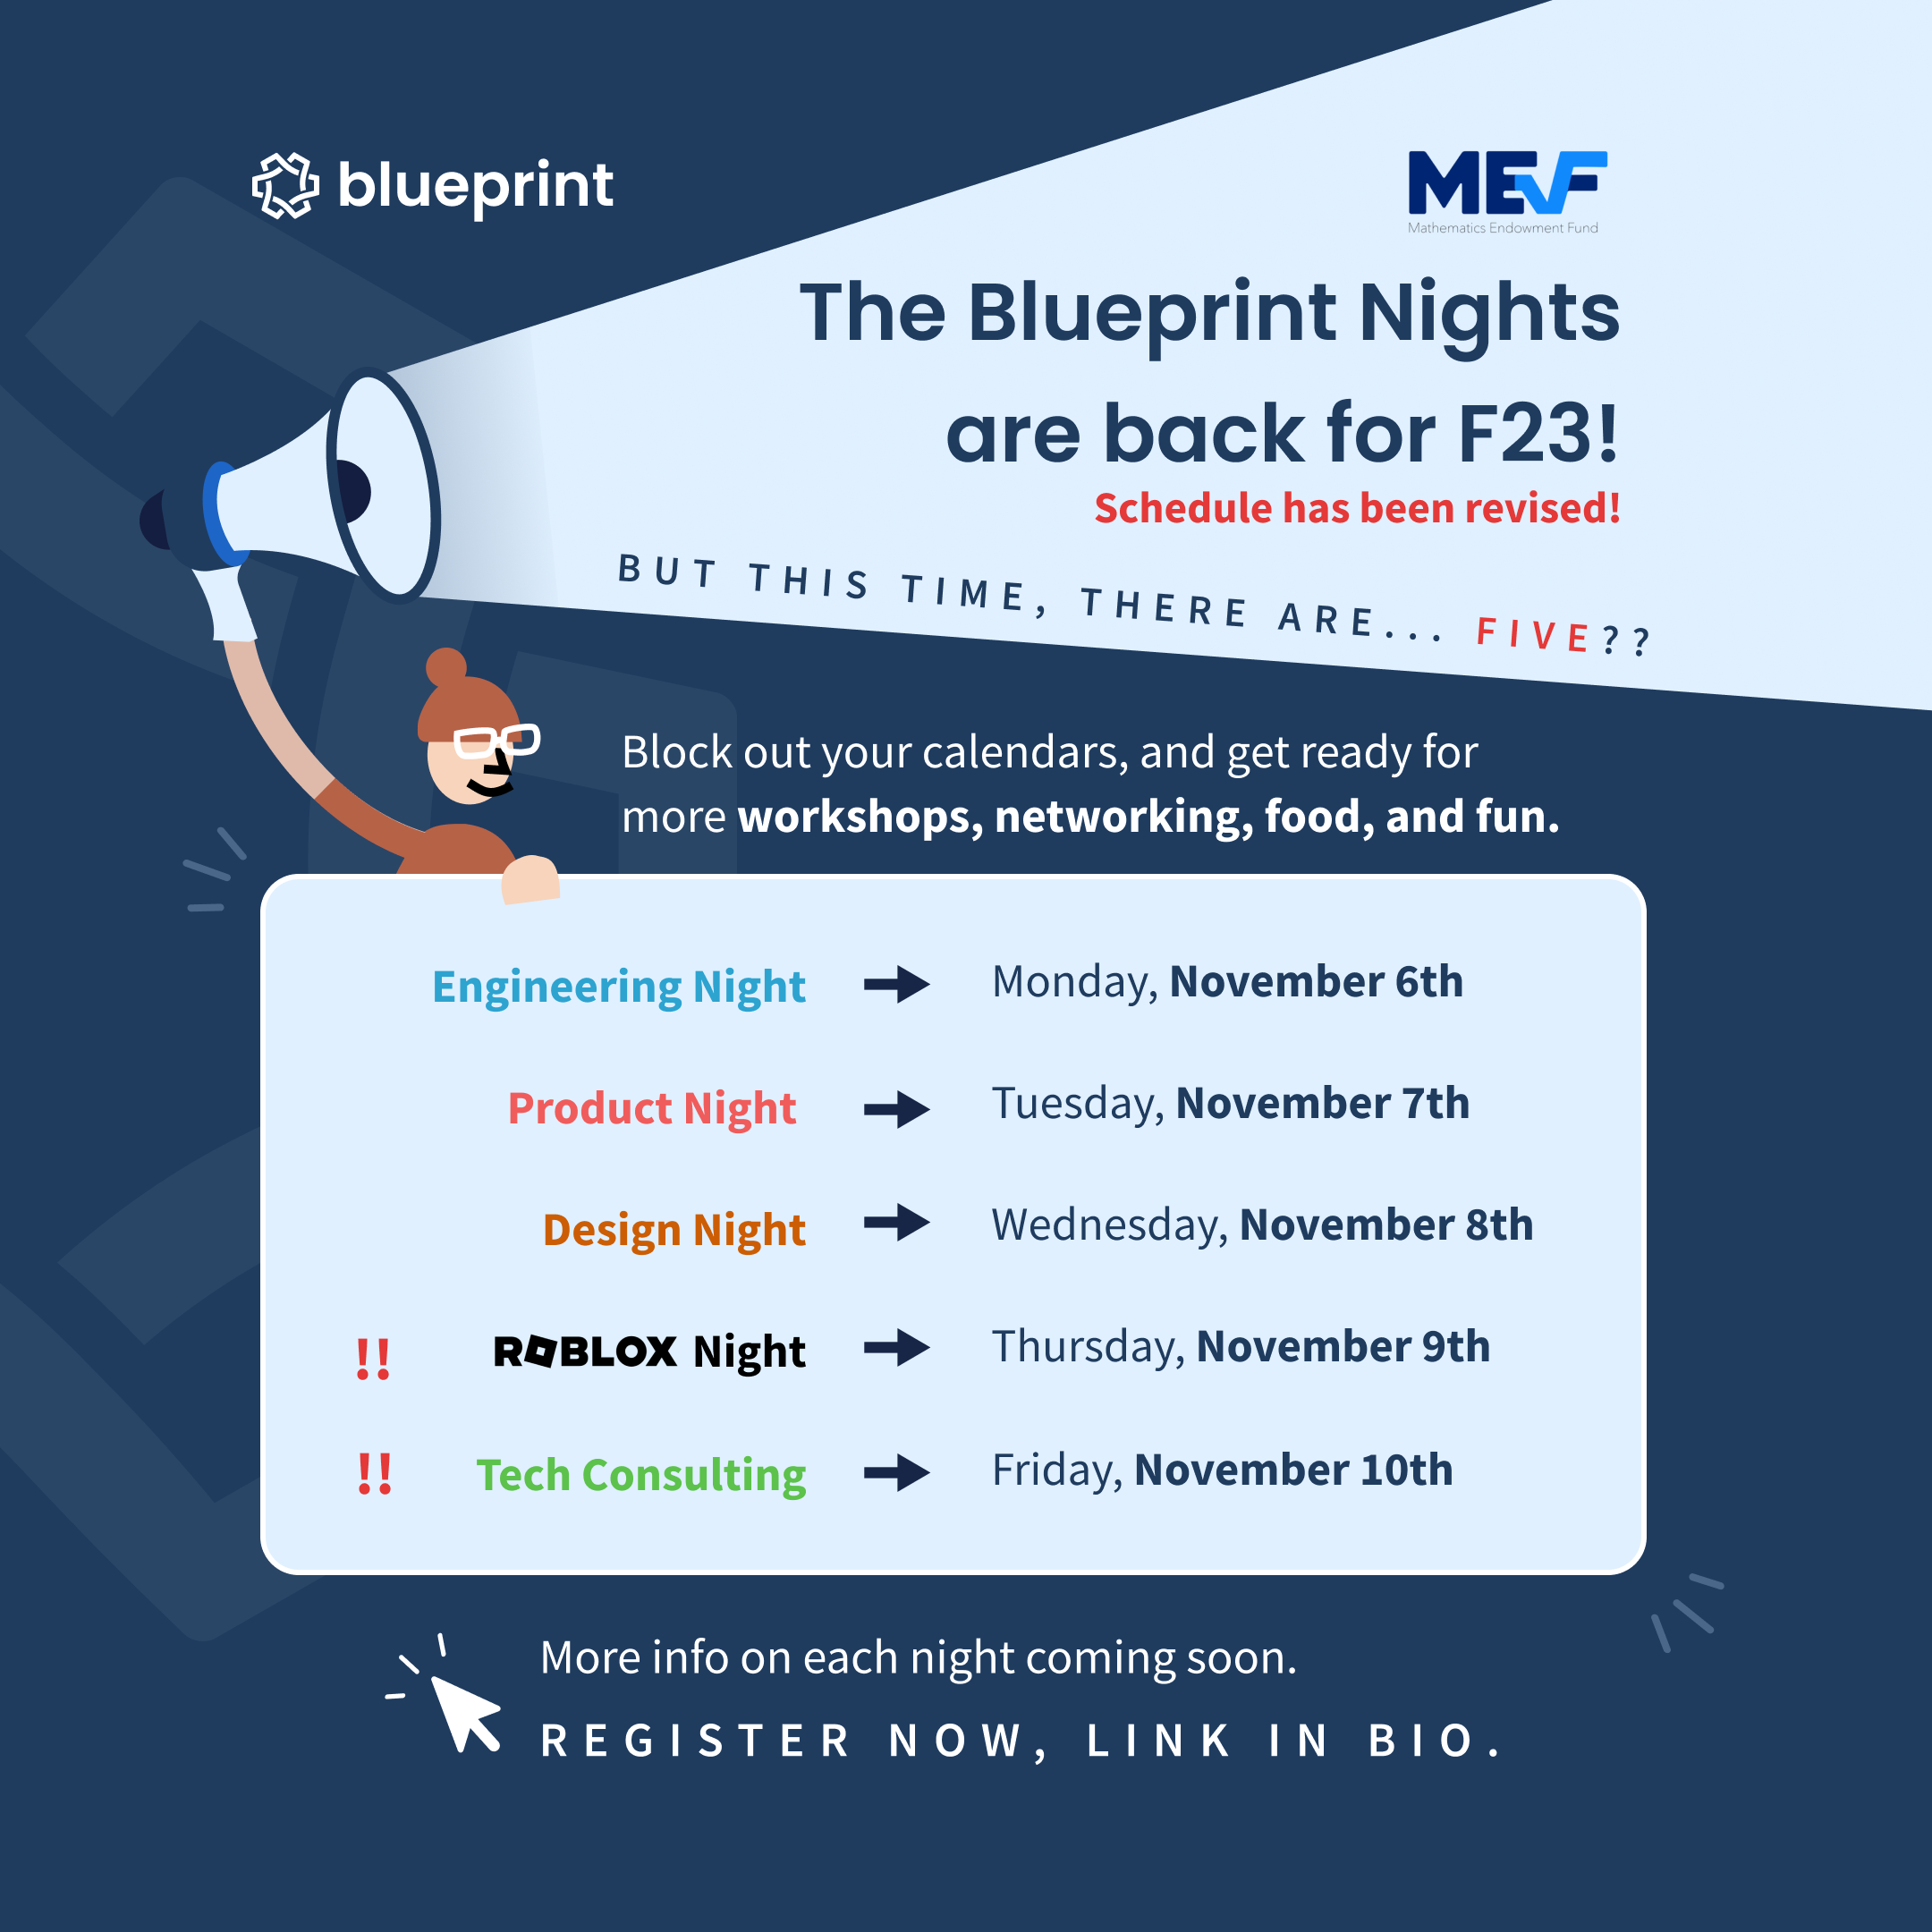 blueprint
MEF
Mathematics Endowment Fund
The Blueprint Nights
are back for F23!
Schedule has been revised!
BUT THIS TIME, THERE ARE... FIVE??
Block out your calendars, and get ready for
more workshops, networking, food, and fun.
Engineering Night Monday, November 6th
Product Night Tuesday, November 7th
Design Night Wednesday, November 8th
!! ROBLOX Night Thursday, November 9th
!! Tech Consulting Friday, November 10th
More info on each night coming soon.
REGISTER NOW, LINK IN BIO.